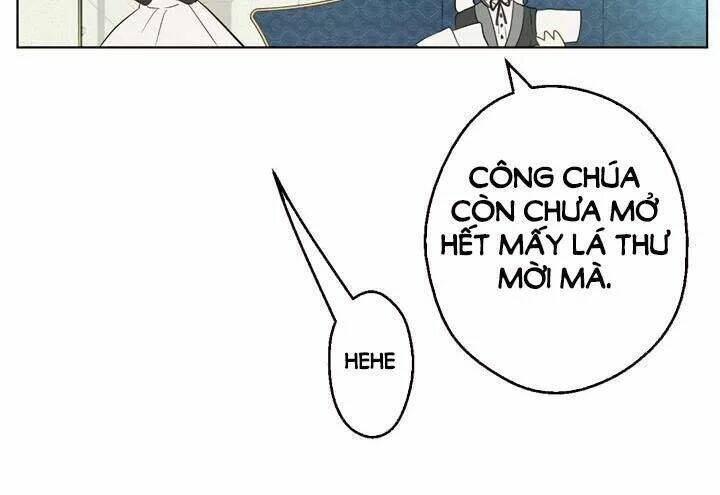 CÔNG CHÚA
CÒN CHƯA MỞ
HẾT MẤY LÁ THƯ
MỜI MÀ.
HEHE